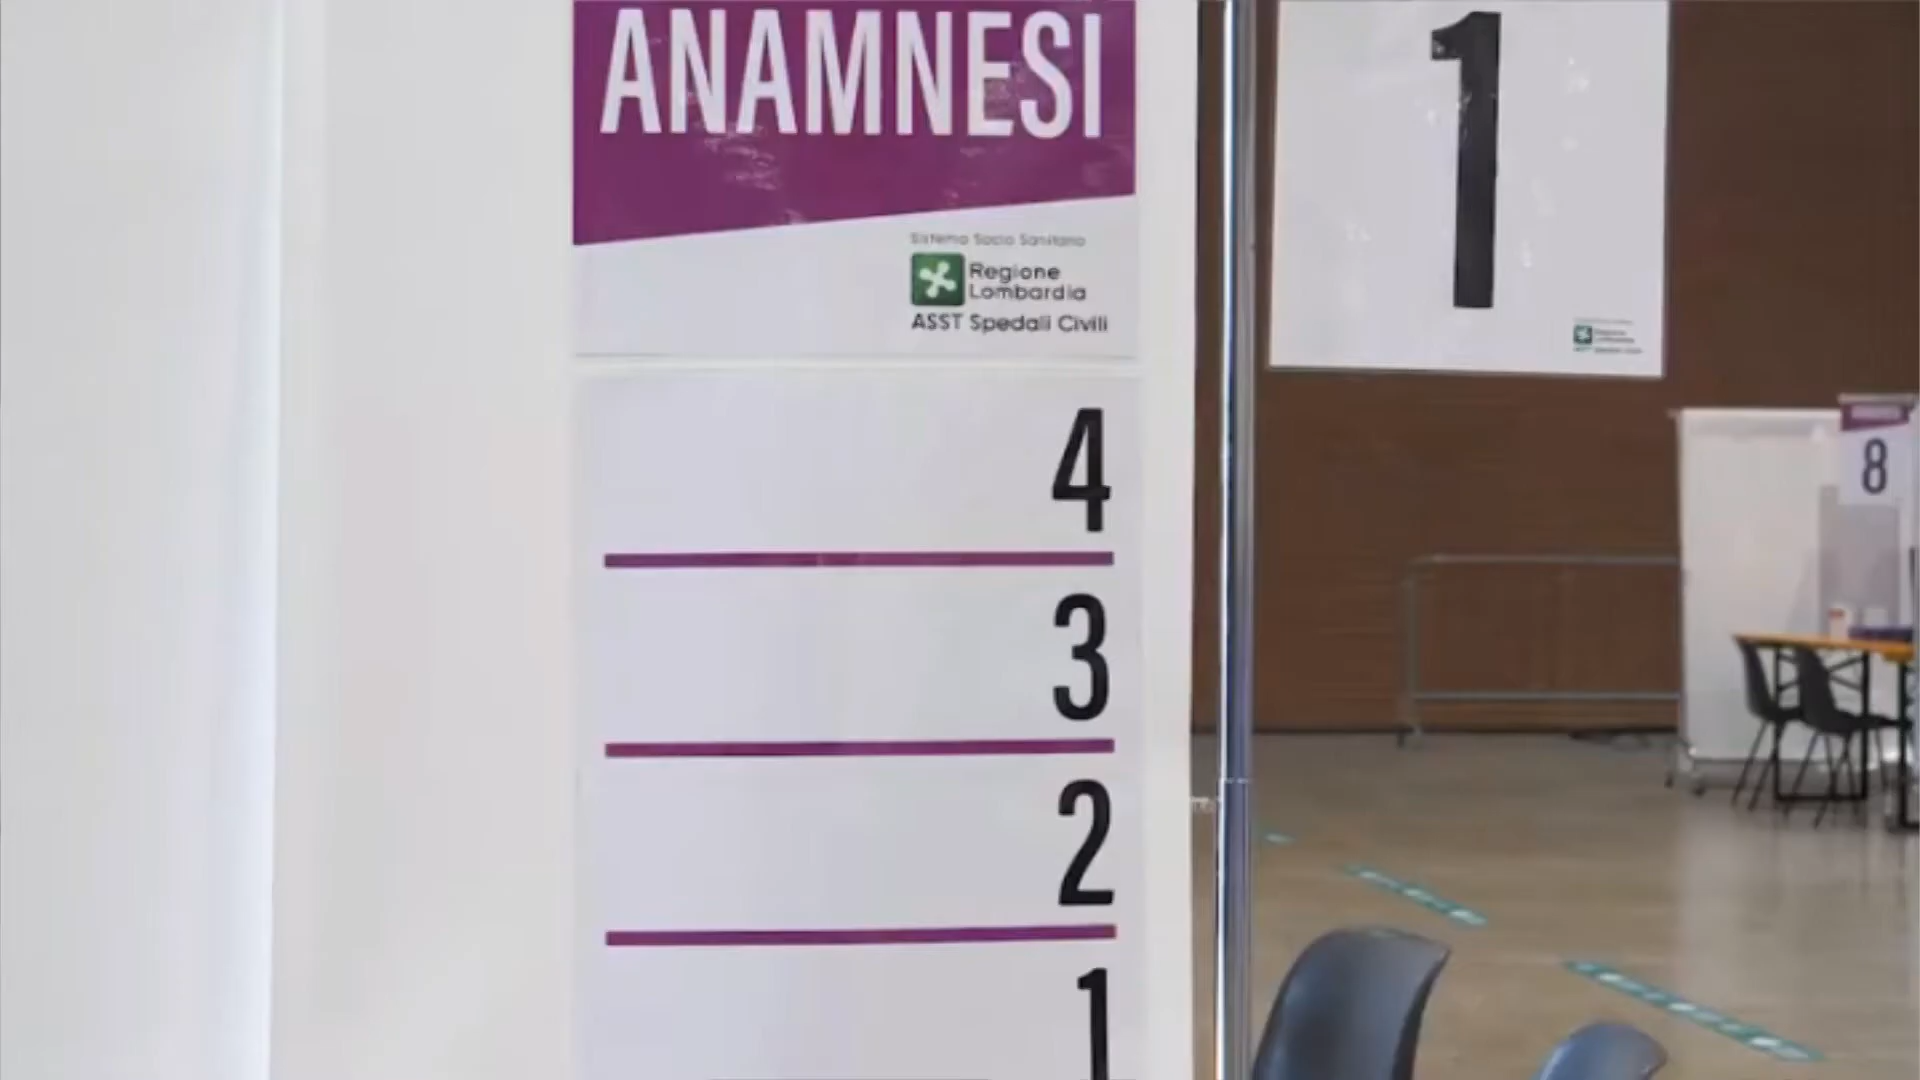 ANAMNESI
Sistema Socio Sanitario
Regione
Lombardia
ASST Spedali Civili
4
3
2
1
1
8